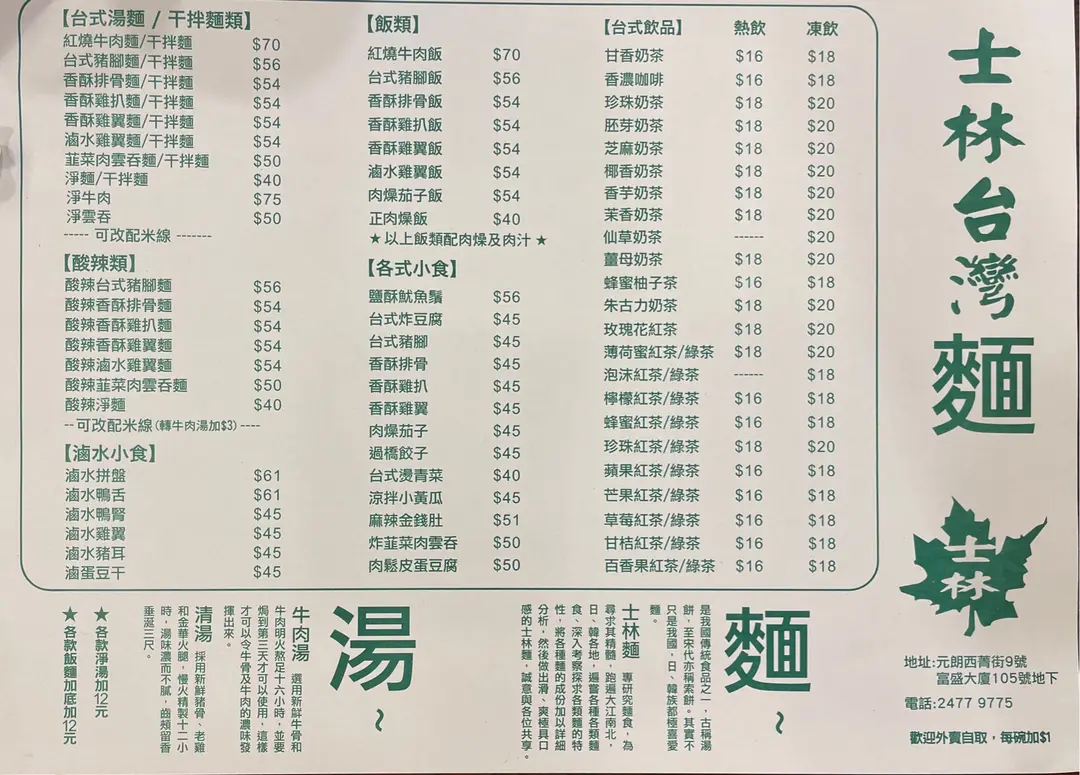 【台式湯麵 / 干拌麵類】
紅燒牛肉麵/干拌麵 $70
台式豬腳麵/干拌麵 $56
香酥排骨麵/干拌麵 $54
香酥雞扒麵/干拌麵 $54
香酥雞翼麵/干拌麵 $54
滷水雞翼麵/干拌麵 $54
韮菜肉雲吞麵/干拌麵 $50
淨麵/干拌麵 $40
淨牛肉 $75
淨雲吞 $50
----- 可改配米線 -------
【酸辣類】
酸辣台式豬腳麵 $56
酸辣香酥排骨麵 $54
酸辣香酥雞扒麵 $54
酸辣香酥雞翼麵 $54
酸辣滷水雞翼麵 $54
酸辣韮菜肉雲吞麵 $50
酸辣淨麵 $40
--可改配米線(轉牛肉湯加$3)----
【滷水小食】
滷水拼盤 $61
滷水鴨舌 $61
滷水鴨腎 $45
滷水雞翼 $45
滷水豬耳 $45
滷蛋豆干 $45
【飯類】
紅燒牛肉飯 $70
台式豬腳飯 $56
香酥排骨飯 $54
香酥雞扒飯 $54
香酥雞翼飯 $54
滷水雞翼飯 $54
肉燥茄子飯 $54
正肉燥飯 $40
★以上飯類配肉燥及肉汁★
【各式小食】
鹽酥魷魚鬚 $56
台式炸豆腐 $45
台式豬腳 $45
香酥排骨 $45
香酥雞扒 $45
香酥雞翼 $45
肉燥茄子 $45
過橋餃子 $45
台式燙青菜 $40
涼拌小黃瓜 $45
麻辣金錢肚 $51
炸韮菜肉雲吞 $50
肉鬆皮蛋豆腐 $50
【台式飲品】 熱飲 凍飲
甘香奶茶 $16 $18
香濃咖啡 $16 $18
珍珠奶茶 $18 $20
胚芽奶茶 $18 $20
芝麻奶茶 $18 $20
椰香奶茶 $18 $20
香芋奶茶 $18 $20
茉香奶茶 $18 $20
仙草奶茶 ------ $20
薑母奶茶 $18 $20
蜂蜜柚子茶 $16 $18
朱古力奶茶 $18 $20
玫瑰花紅茶 $18 $20
薄荷蜜紅茶/綠茶 $18 $20
泡沫紅茶/綠茶 ------ $18
檸檬紅茶/綠茶 $16 $18
蜂蜜紅茶/綠茶 $16 $18
珍珠紅茶/綠茶 $18 $20
蘋果紅茶/綠茶 $16 $18
芒果紅茶/綠茶 $16 $18
草莓紅茶/綠茶 $16 $18
甘桔紅茶/綠茶 $16 $18
百香果紅茶/綠茶 $16 $18
士林台灣麵
士林
地址:元朗西菁街9號
富盛大廈105號地下
電話:2477 9775
歡迎外賣自取，每碗加$1
麵～
是我國傳統食品之一，古稱湯
餅，至宋代亦稱索餅。其實不
只是我國，日、韓族都極喜愛
麵。
士林麵 專研究麵食，為
尋求其精髓，跑遍大江南北，
日、韓各地，遍嘗各種各類麵
食、深入考察探求各類麵的特
性，將各種麵的成份加以詳細
分析，然後做出滑、爽極具口
感的士林麵，誠意與各位共享。
湯～
牛肉湯 選用新鮮牛骨和
牛肉明火熬足十六小時，並要
焗到第三天才可以使用，這樣
才可以令牛骨及牛肉的濃味發
揮出來。
清湯 採用新鮮豬骨、老雞
和金華火腿，慢火精製十二小
時，湯味濃而不膩，齒頰留香
垂涎三尺。
★ 各款淨湯加12元
★ 各款飯麵加底加12元